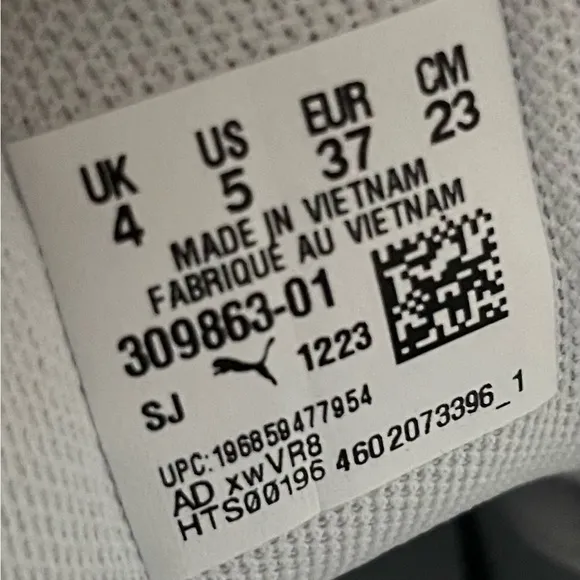 UK US EUR CM
4 5 37 23
MADE IN VIETNAM
FABRIQUÉ AU VIETNAM
309863-01
SJ 1223
UPC:196859477954
AD xwVR8
HTS00196 4602073396_1